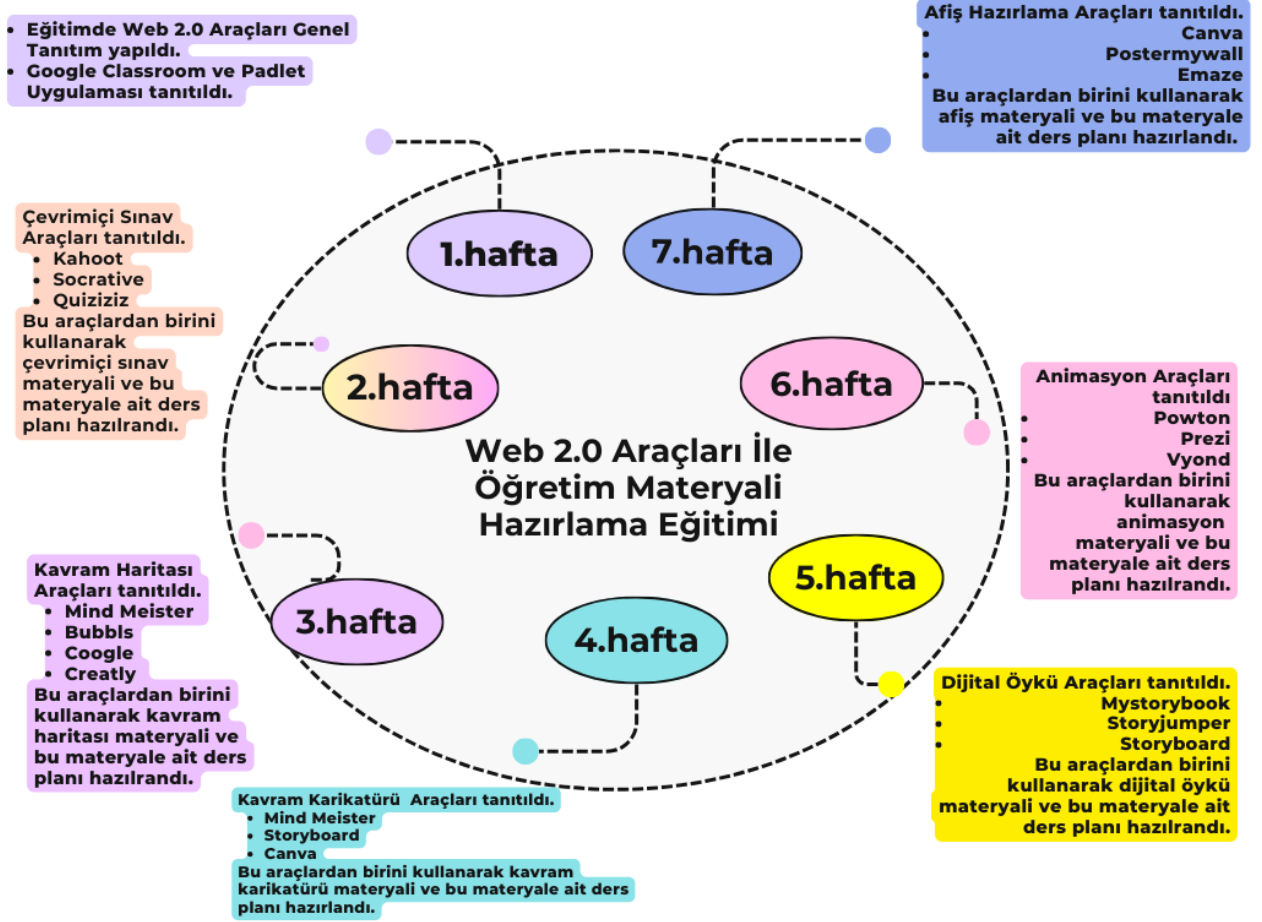 Eğitimde Web 2.0 Araçları Genel
Tanıtım yapıldı.
Google Classroom ve Padlet
Uygulaması tanıtıldı.
1.hafta
Çevrimiçi Sınav
Araçları tanıtıldı.
Kahoot
Socrative
Quiziziz
Bu araçlardan birini
kullanarak
çevrimiçi sınav
materyali ve bu
materyale ait ders
planı hazılrandı.
2.hafta
Kavram Haritası
Araçları tanıtıldı.
Mind Meister
Bubbls
Coogle
Creatly
Bu araçlardan birini
kullanarak kavram
haritası materyali ve
bu materyale ait ders
planı hazılrandı.
3.hafta
Kavram Karikatürü Araçları tanıtıldı.
Mind Meister
Storyboard
Canva
Bu araçlardan birini kullanarak kavram
karikatürü materyali ve bu materyale ait ders
planı hazırlandı.
4.hafta
Dijital Öykü Araçları tanıtıldı.
Mystorybook
Storyjumper
Storyboard
Bu araçlardan birini
kullanarak dijital öykü
materyali ve bu materyale ait
ders planı hazılrandı.
5.hafta
Animasyon Araçları
tanıtıldı
Powton
Prezi
Vyond
Bu araçlardan birini
kullanarak
animasyon
materyali ve bu
materyale ait ders
planı hazılrandı.
6.hafta
Afiş Hazırlama Araçları tanıtıldı.
Canva
Postermywall
Emaze
Bu araçlardan birini kullanarak
afiş materyali ve bu materyale
ait ders planı hazırlandı.
7.hafta
Web 2.0 Araçları İle
Öğretim Materyali
Hazırlama Eğitimi